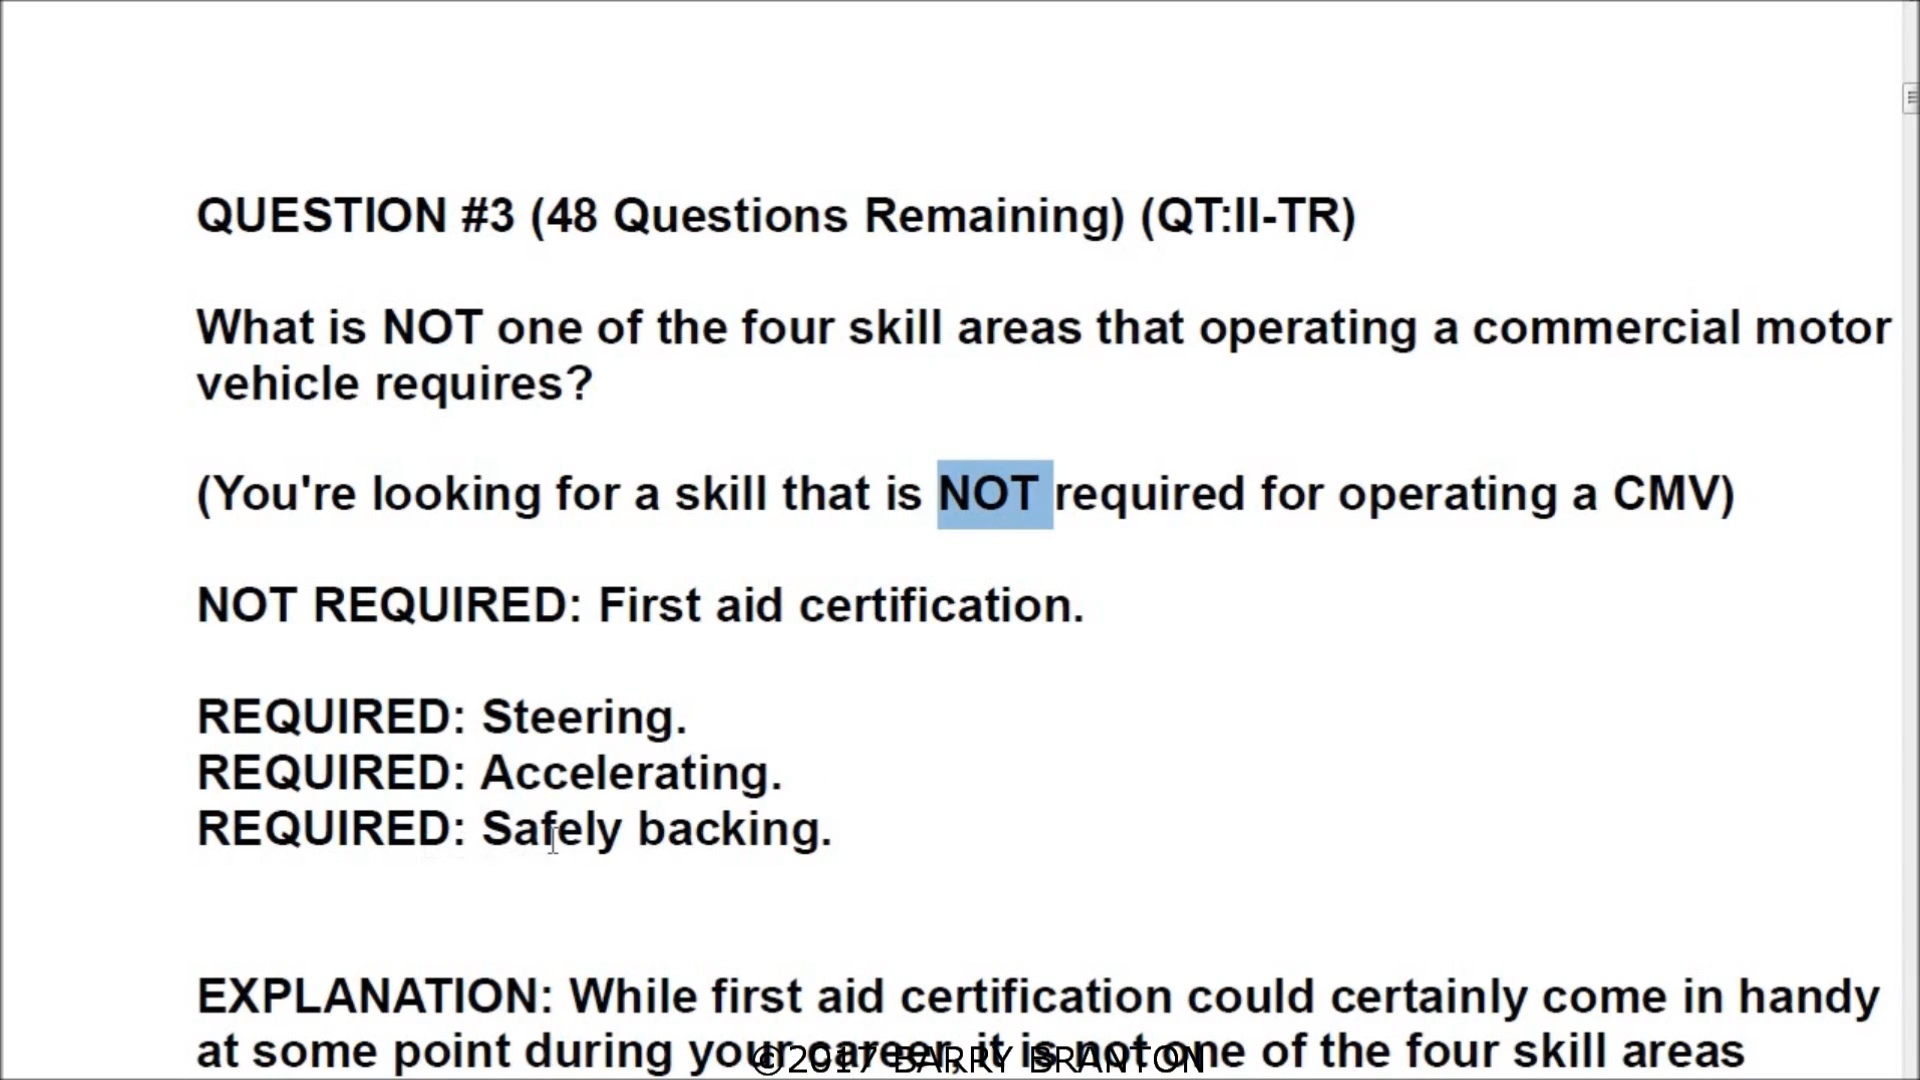 QUESTION #3 (48 Questions Remaining) (QT:II-TR)
What is NOT one of the four skill areas that operating a commercial motor
vehicle requires?
(You're looking for a skill that is NOT required for operating a CMV)
NOT REQUIRED: First aid certification.
REQUIRED: Steering.
REQUIRED: Accelerating.
REQUIRED: Safely backing.
EXPLANATION: While first aid certification could certainly come in handy
at some point during your career, it is not one of the four skill areas
©2017 BARRY BRANTON